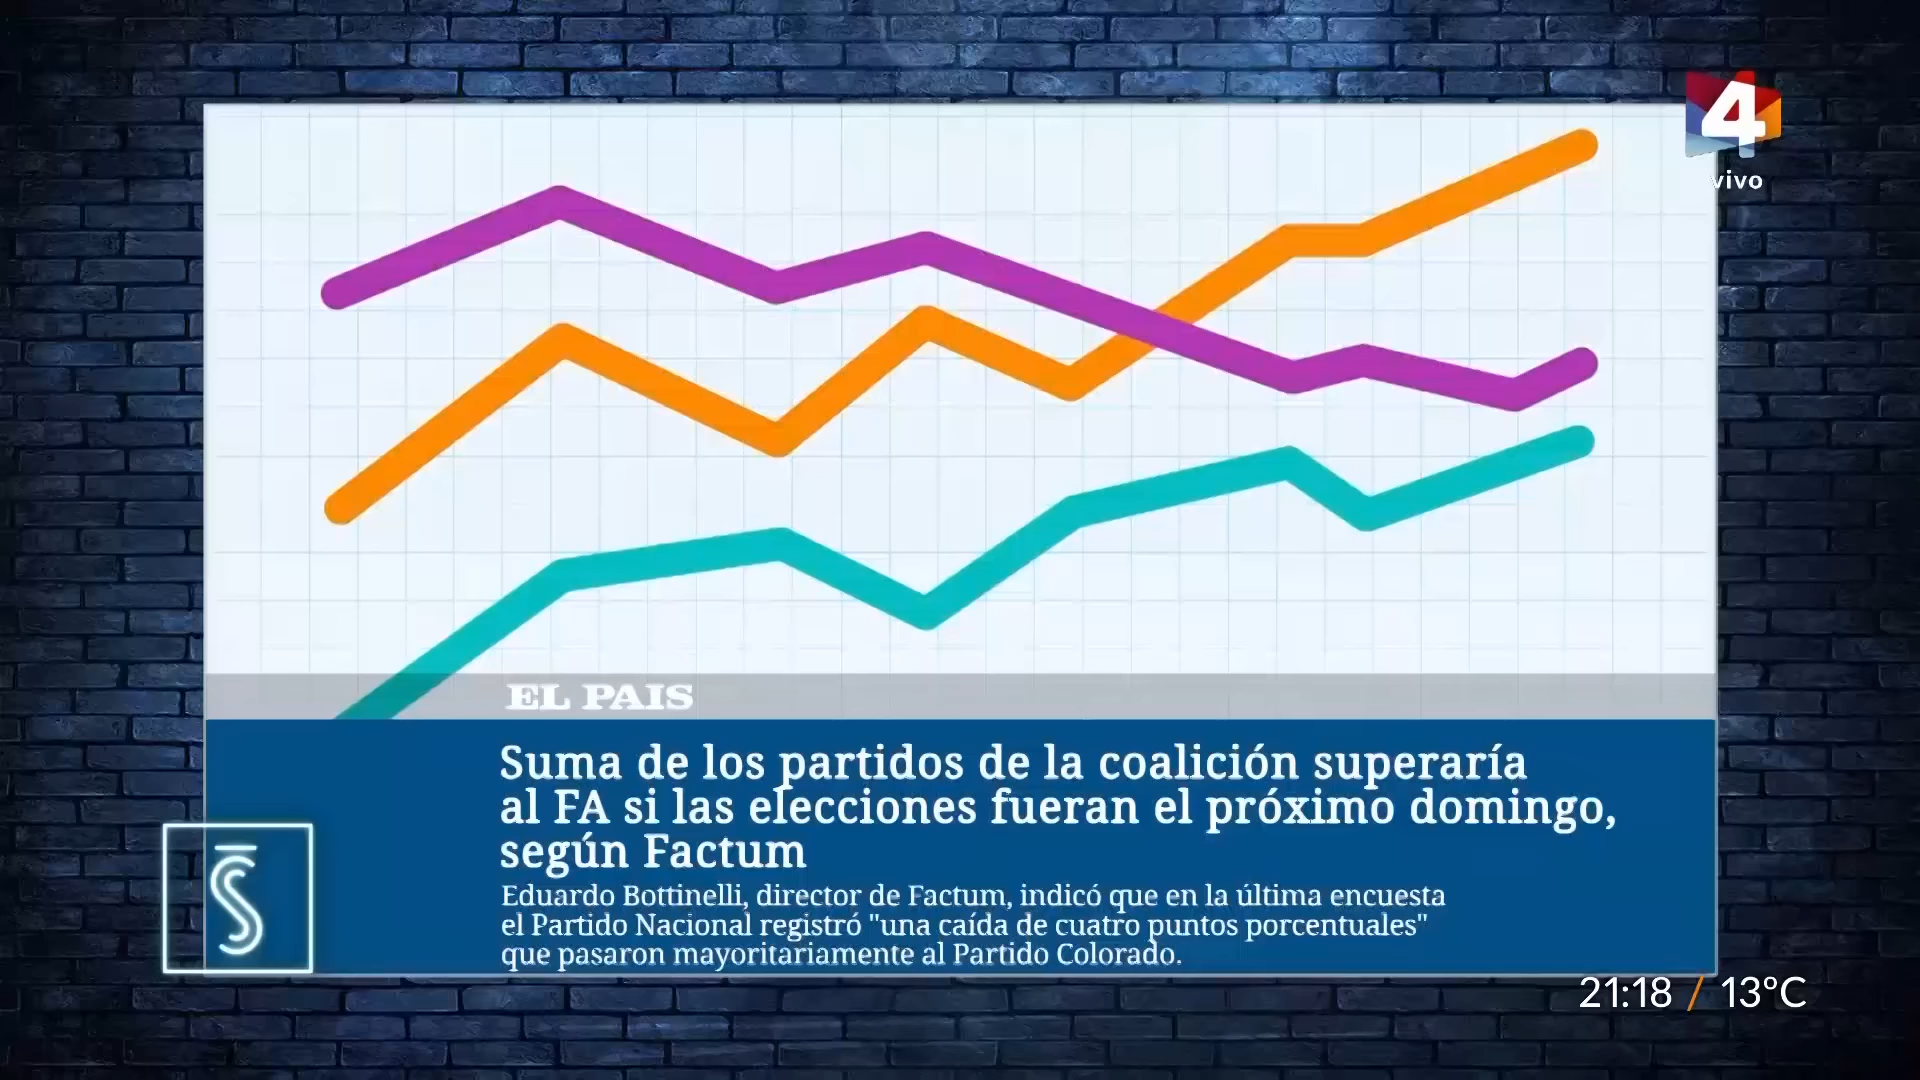 4
vivo
EL PAIS
Suma de los partidos de la coalición superaría
al FA si las elecciones fueran el próximo domingo,
según Factum
Eduardo Bottinelli, director de Factum, indicó que en la última encuesta
el Partido Nacional registró "una caída de cuatro puntos porcentuales"
que pasaron mayoritariamente al Partido Colorado.
S
21:18 / 13°C